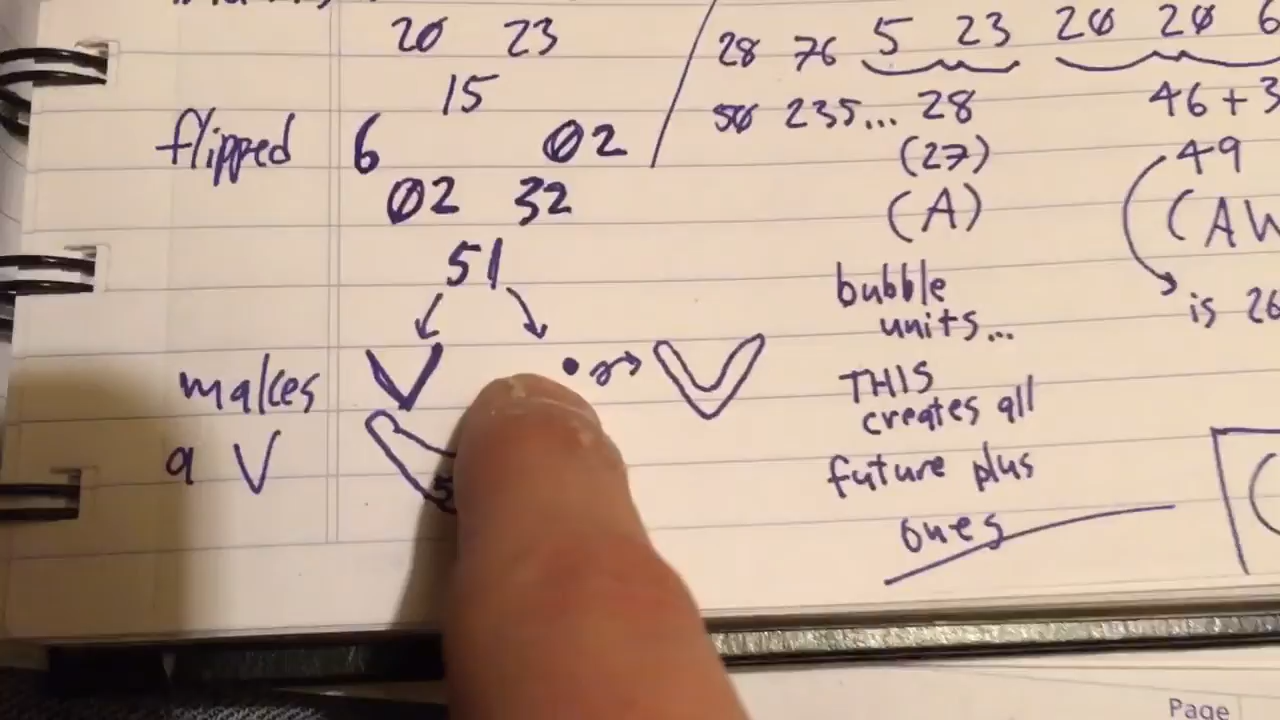 20 23
15
flipped 6 02
02 32
51
makes V V
a V
28 76 5 23 20 20 6
50 235... 28 46 + 3
(27) 49
(A) (AW
bubble
units... is 26
THIS
creates all
future plus
ones
Page